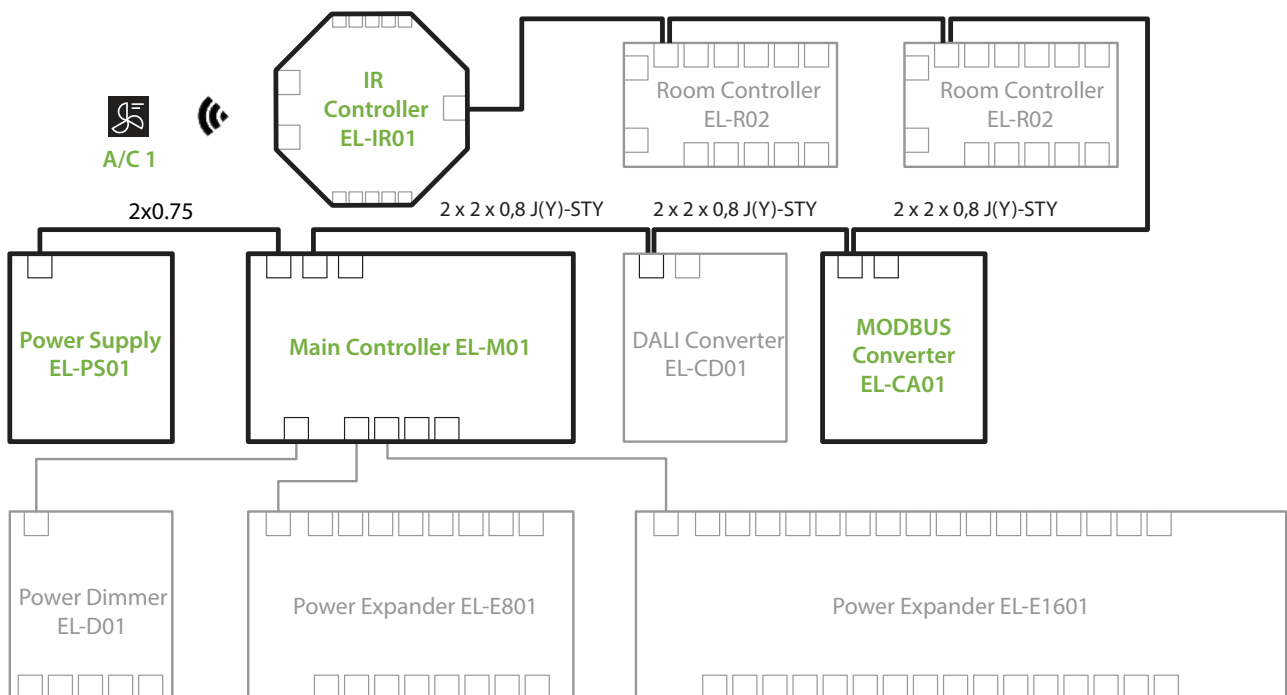 IR
Controller
EL-IR01
A/C 1
Room Controller
EL-R02
Room Controller
EL-R02
2x0.75
2 x 2 x 0,8 J(Y)-STY
2 x 2 x 0,8 J(Y)-STY
2 x 2 x 0,8 J(Y)-STY
Power Supply
EL-PS01
Main Controller EL-M01
DALI Converter
EL-CD01
MODBUS
Converter
EL-CA01
Power Dimmer
EL-D01
Power Expander EL-E801
Power Expander EL-E1601